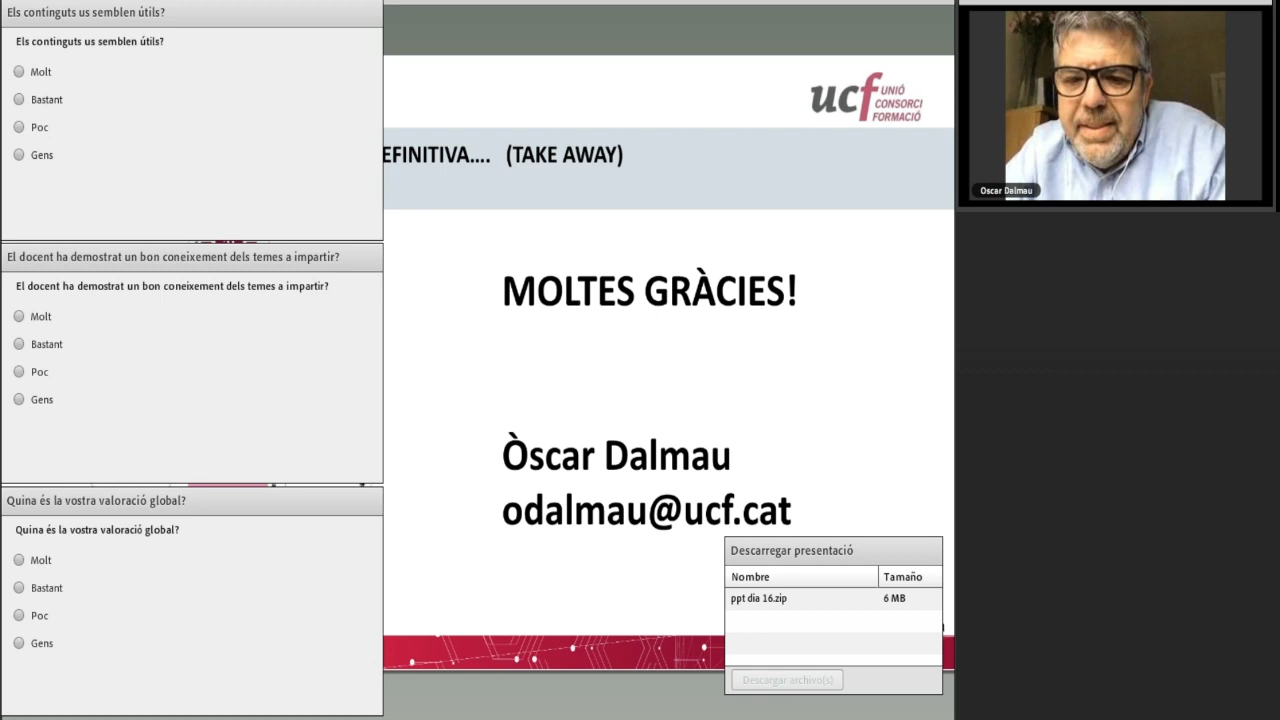 Els continguts us semblen útils?
Els continguts us semblen útils?
Molt
Bastant
Poc
Gens
El docent ha demostrat un bon coneixement dels temes a impartir?
El docent ha demostrat un bon coneixement dels temes a impartir?
Molt
Bastant
Poc
Gens
Quina és la vostra valoració global?
Quina és la vostra valoració global?
Molt
Bastant
Poc
Gens
ucf UNIÓ
CONSORCI
FORMACIÓ
EFINITIVA.... (TAKE AWAY)
MOLTES GRÀCIES!
Òscar Dalmau
odalmau@ucf.cat
Descarregar presentació
Nombre Tamaño
ppt dia 16.zip 6 MB
Descargar archivo(s)
Oscar Dalmau